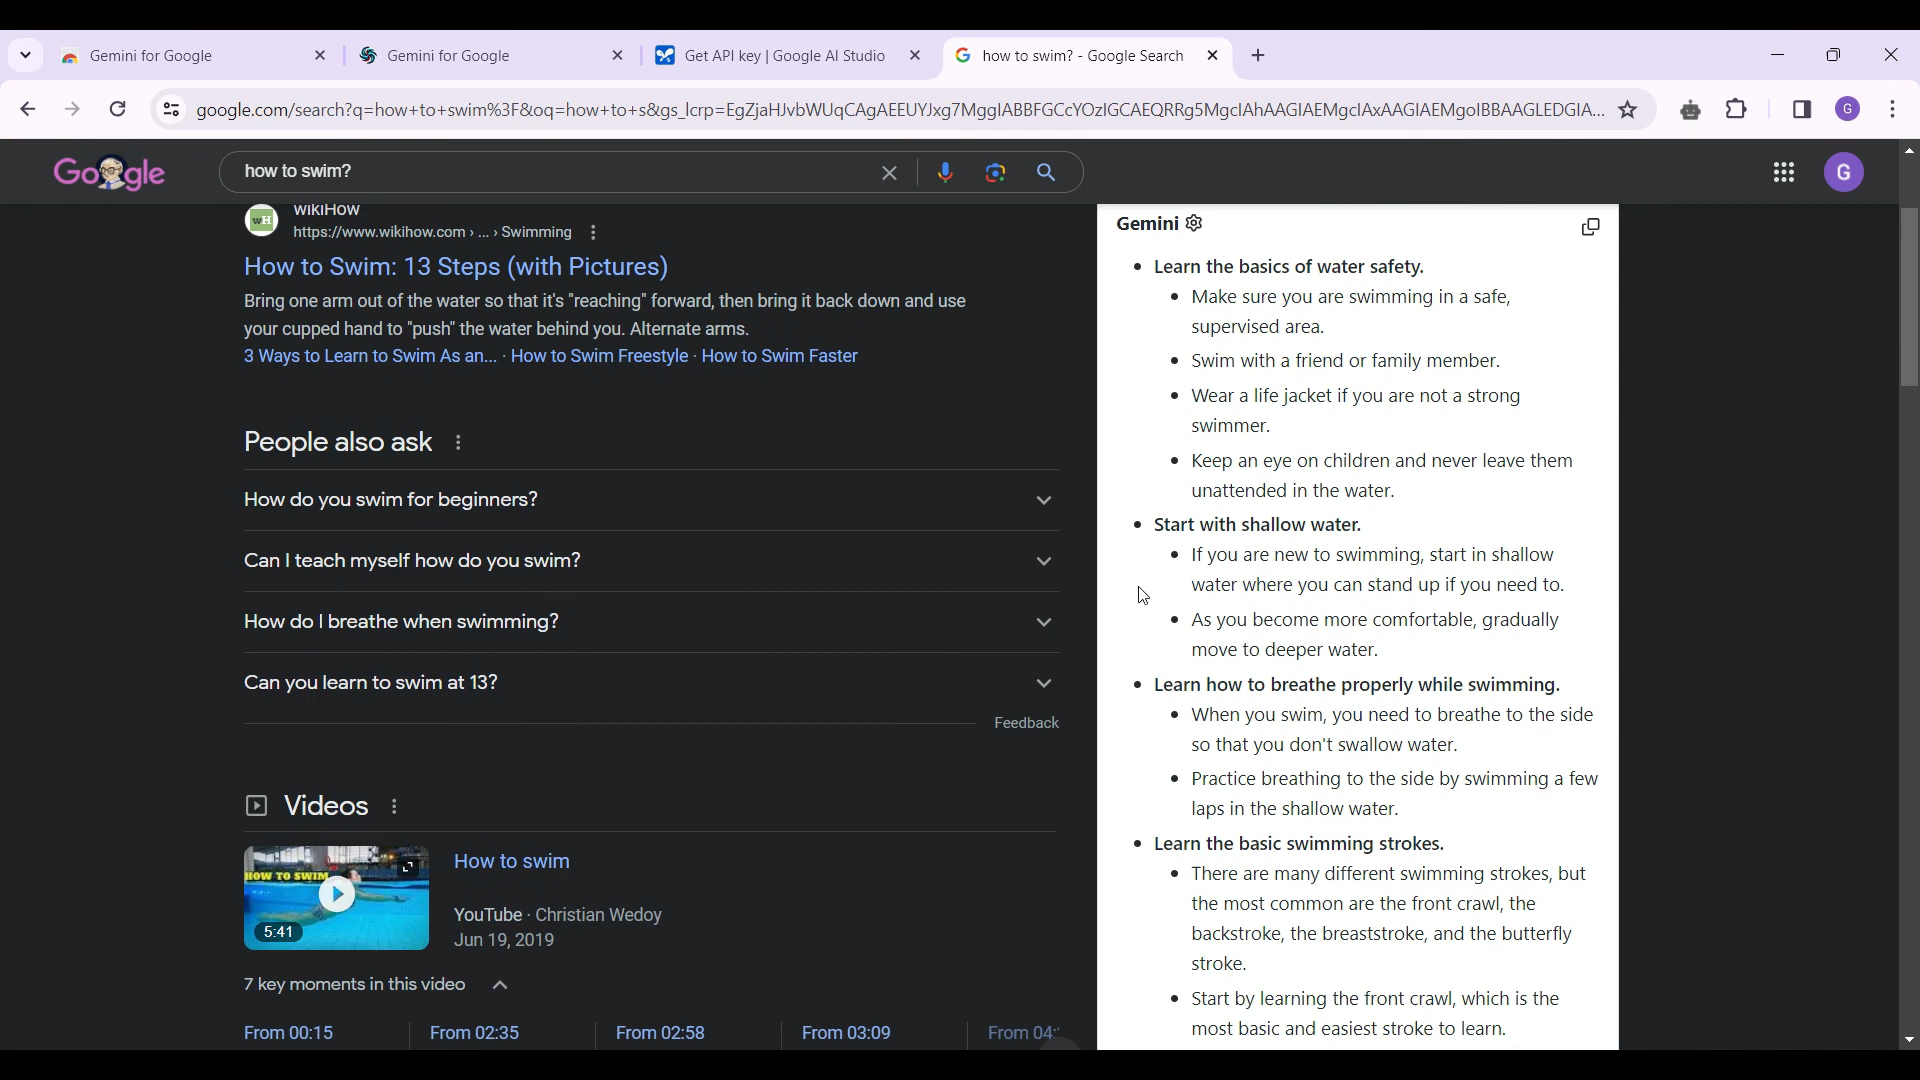 Gemini for Google
Gemini for Google
Get API key | Google AI Studio
how to swim? - Google Search
google.com/search?q=how+to+swim%3F&oq=how+to+s&gs_lcrp=EgZjaHJvbWUqCAgAEEUYJxg7MggIABBFGCcYOzIGCAEQRRg5MgcIAhAAGIAEMgcIAxAAGIAEMgoIBBAAGLEDGIA...
G
Google
how to swim?
G
wikiHow
wH
https://www.wikihow.com › ... › Swimming
How to Swim: 13 Steps (with Pictures)
Bring one arm out of the water so that it's "reaching" forward, then bring it back down and use
your cupped hand to "push" the water behind you. Alternate arms.
3 Ways to Learn to Swim As an... · How to Swim Freestyle · How to Swim Faster
People also ask
How do you swim for beginners?
Can I teach myself how do you swim?
How do I breathe when swimming?
Can you learn to swim at 13?
Feedback
Videos
HOW TO SWIM
5:41
How to swim
YouTube · Christian Wedoy
Jun 19, 2019
7 key moments in this video
From 00:15
From 02:35
From 02:58
From 03:09
From 04:
Gemini
• Learn the basics of water safety.
• Make sure you are swimming in a safe,
supervised area.
• Swim with a friend or family member.
• Wear a life jacket if you are not a strong
swimmer.
• Keep an eye on children and never leave them
unattended in the water.
• Start with shallow water.
• If you are new to swimming, start in shallow
water where you can stand up if you need to.
• As you become more comfortable, gradually
move to deeper water.
• Learn how to breathe properly while swimming.
• When you swim, you need to breathe to the side
so that you don't swallow water.
• Practice breathing to the side by swimming a few
laps in the shallow water.
• Learn the basic swimming strokes.
• There are many different swimming strokes, but
the most common are the front crawl, the
backstroke, the breaststroke, and the butterfly
stroke.
• Start by learning the front crawl, which is the
most basic and easiest stroke to learn.